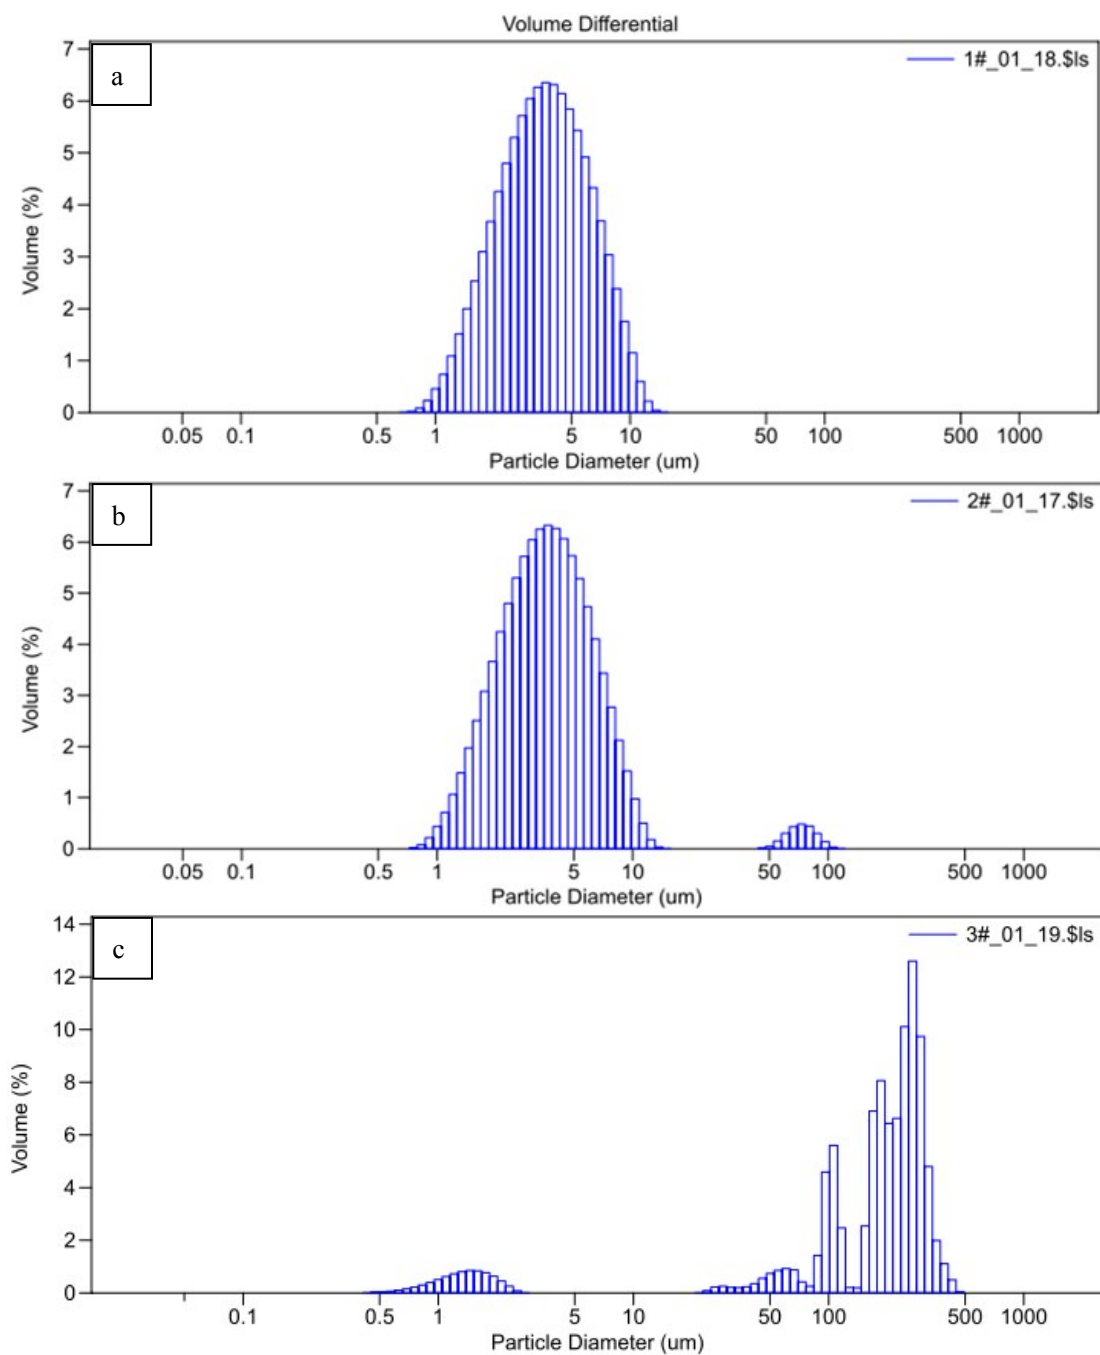 Volume Differential
7
a
1#_01_18.$ls
6
5
4
Volume (%)
3
2
1
0
0.05 0.1 0.5 1 5 10 50 100 500 1000
Particle Diameter (um)
7
b
2#_01_17.$ls
6
5
4
Volume (%)
3
2
1
0
0.05 0.1 0.5 1 5 10 50 100 500 1000
Particle Diameter (um)
14
c
3#_01_19.$ls
12
10
8
Volume (%)
6
4
2
0
0.1 0.5 1 5 10 50 100 500 1000
Particle Diameter (um)